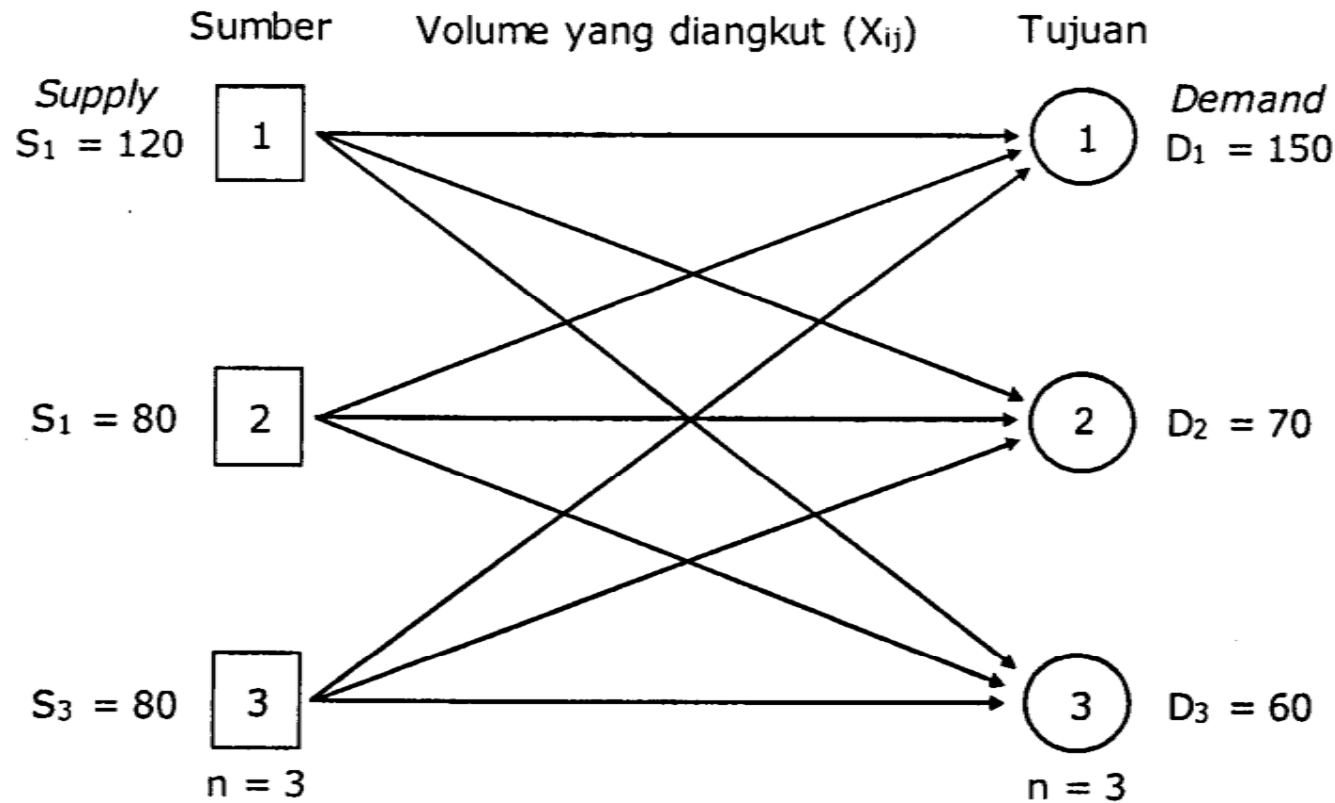 Sumber Volume yang diangkut (Xij) Tujuan
Supply
S1 = 120
1
1
Demand
D1 = 150
S1 = 80
2
2
D2 = 70
S3 = 80
3
3
D3 = 60
n = 3
n = 3